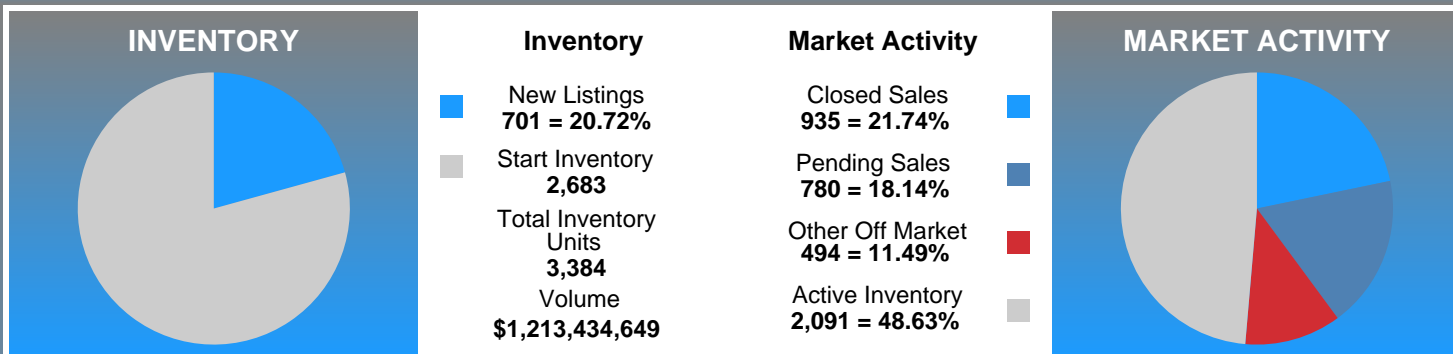 INVENTORY
Inventory
New Listings
701 = 20.72%
Start Inventory
2,683
Total Inventory
Units
3,384
Volume
$1,213,434,649
Market Activity
Closed Sales
935 = 21.74%
Pending Sales
780 = 18.14%
Other Off Market
494 = 11.49%
Active Inventory
2,091 = 48.63%
MARKET ACTIVITY